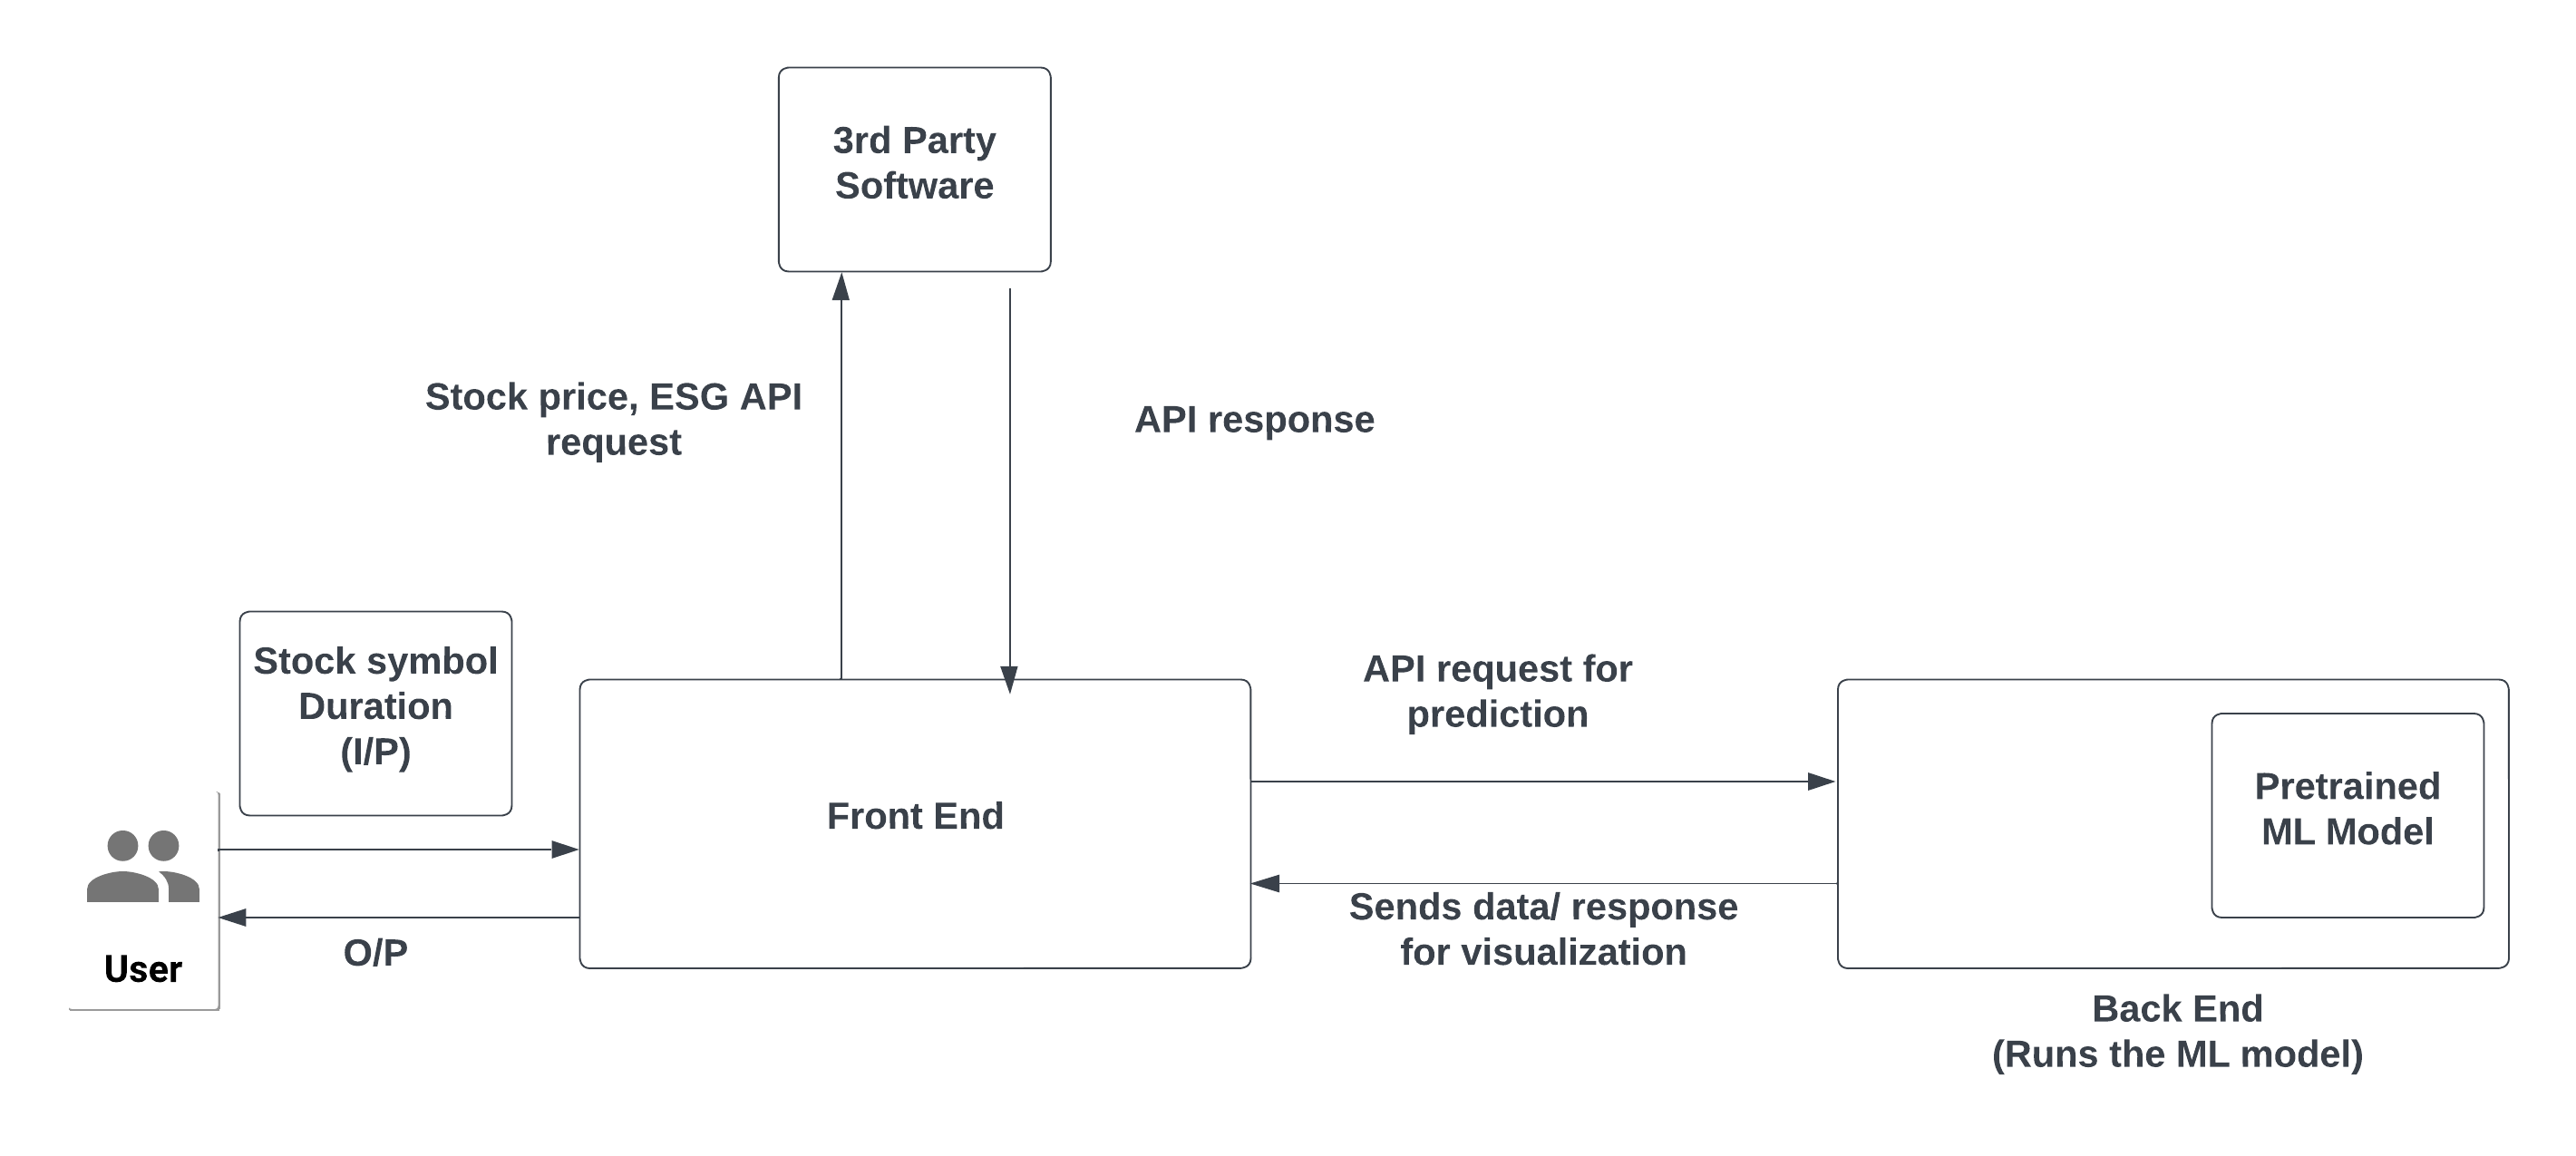 3rd Party
Software
Stock price, ESG API
request
API response
Stock symbol
Duration
(I/P)
API request for
prediction
Front End
Pretrained
ML Model
User
O/P
Sends data/ response
for visualization
Back End
(Runs the ML model)